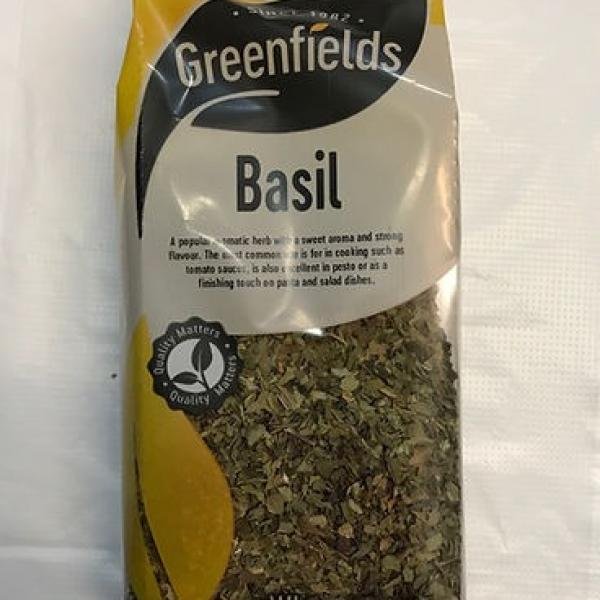 • Since 1982 •
Greenfields
Basil
A popular aromatic herb with a sweet aroma and strong
flavour. The most common use is for in cooking such as
tomato sauces, is also excellent in pesto or as a
finishing touch on pasta and salad dishes.
• Quality Matters •
Quality Matters